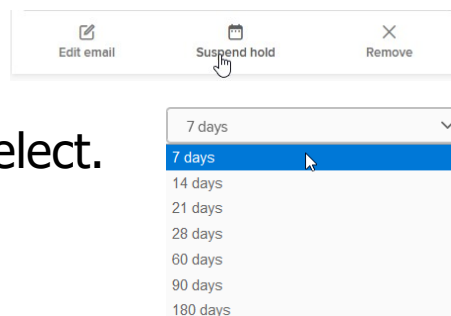 Edit email Suspend hold Remove
elect.
7 days
7 days
14 days
21 days
28 days
60 days
90 days
180 days